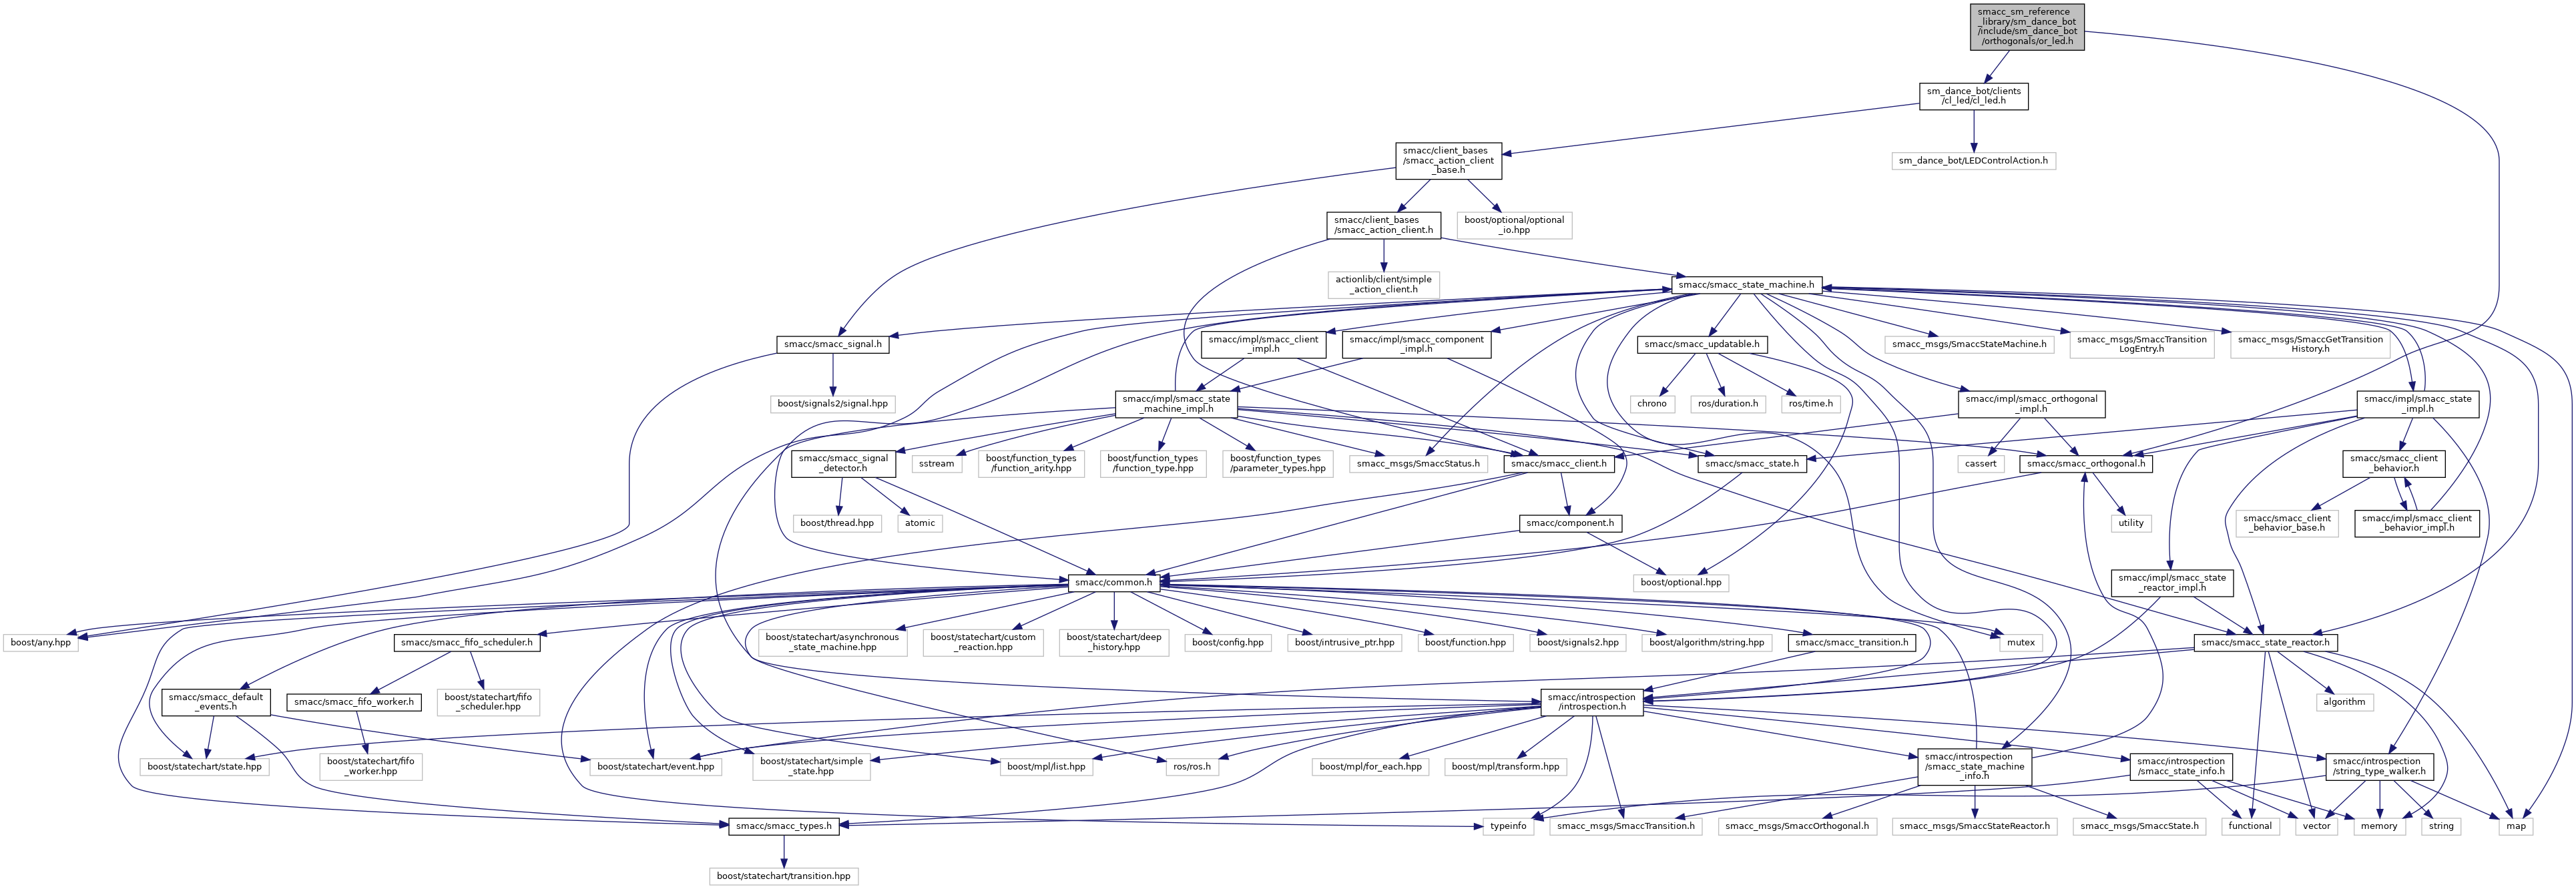 smacc_sm_reference
_library/sm_dance_bot
/include/sm_dance_bot
/orthogonals/or_led.h
sm_dance_bot/clients
/cl_led/cl_led.h
smacc/client_bases
/smacc_action_client
_base.h
sm_dance_bot/LEDControlAction.h
smacc/client_bases
/smacc_action_client.h
boost/optional/optional
_io.hpp
actionlib/client/simple
_action_client.h
smacc/smacc_state_machine.h
smacc/smacc_signal.h
smacc/impl/smacc_client
_impl.h
smacc/impl/smacc_component
_impl.h
smacc/smacc_updatable.h
smacc_msgs/SmaccStateMachine.h
smacc_msgs/SmaccTransition
LogEntry.h
smacc_msgs/SmaccGetTransition
History.h
boost/signals2/signal.hpp
smacc/impl/smacc_state
_machine_impl.h
chrono
ros/duration.h
ros/time.h
smacc/impl/smacc_orthogonal
_impl.h
smacc/impl/smacc_state
_impl.h
smacc/smacc_signal
_detector.h
sstream
boost/function_types
/function_arity.hpp
boost/function_types
/function_type.hpp
boost/function_types
/parameter_types.hpp
smacc_msgs/SmaccStatus.h
smacc/smacc_client.h
smacc/smacc_state.h
cassert
smacc/smacc_orthogonal.h
smacc/smacc_client
_behavior.h
boost/thread.hpp
atomic
smacc/component.h
utility
smacc/smacc_client
_behavior_base.h
smacc/impl/smacc_client
_behavior_impl.h
smacc/common.h
boost/optional.hpp
smacc/impl/smacc_state
_reactor_impl.h
boost/any.hpp
smacc/smacc_fifo_scheduler.h
boost/statechart/asynchronous
_state_machine.hpp
boost/statechart/custom
_reaction.hpp
boost/statechart/deep
_history.hpp
boost/config.hpp
boost/intrusive_ptr.hpp
boost/function.hpp
boost/signals2.hpp
boost/algorithm/string.hpp
smacc/smacc_transition.h
mutex
smacc/smacc_state_reactor.h
smacc/smacc_default
_events.h
smacc/smacc_fifo_worker.h
boost/statechart/fifo
_scheduler.hpp
smacc/introspection
/introspection.h
algorithm
boost/statechart/state.hpp
boost/statechart/fifo
_worker.hpp
boost/statechart/event.hpp
boost/statechart/simple
_state.hpp
boost/mpl/list.hpp
ros/ros.h
boost/mpl/for_each.hpp
boost/mpl/transform.hpp
smacc/introspection
/smacc_state_machine
_info.h
smacc/introspection
/smacc_state_info.h
smacc/introspection
/string_type_walker.h
smacc/smacc_types.h
typeinfo
smacc_msgs/SmaccTransition.h
smacc_msgs/SmaccOrthogonal.h
smacc_msgs/SmaccStateReactor.h
smacc_msgs/SmaccState.h
functional
vector
memory
string
map
boost/statechart/transition.hpp